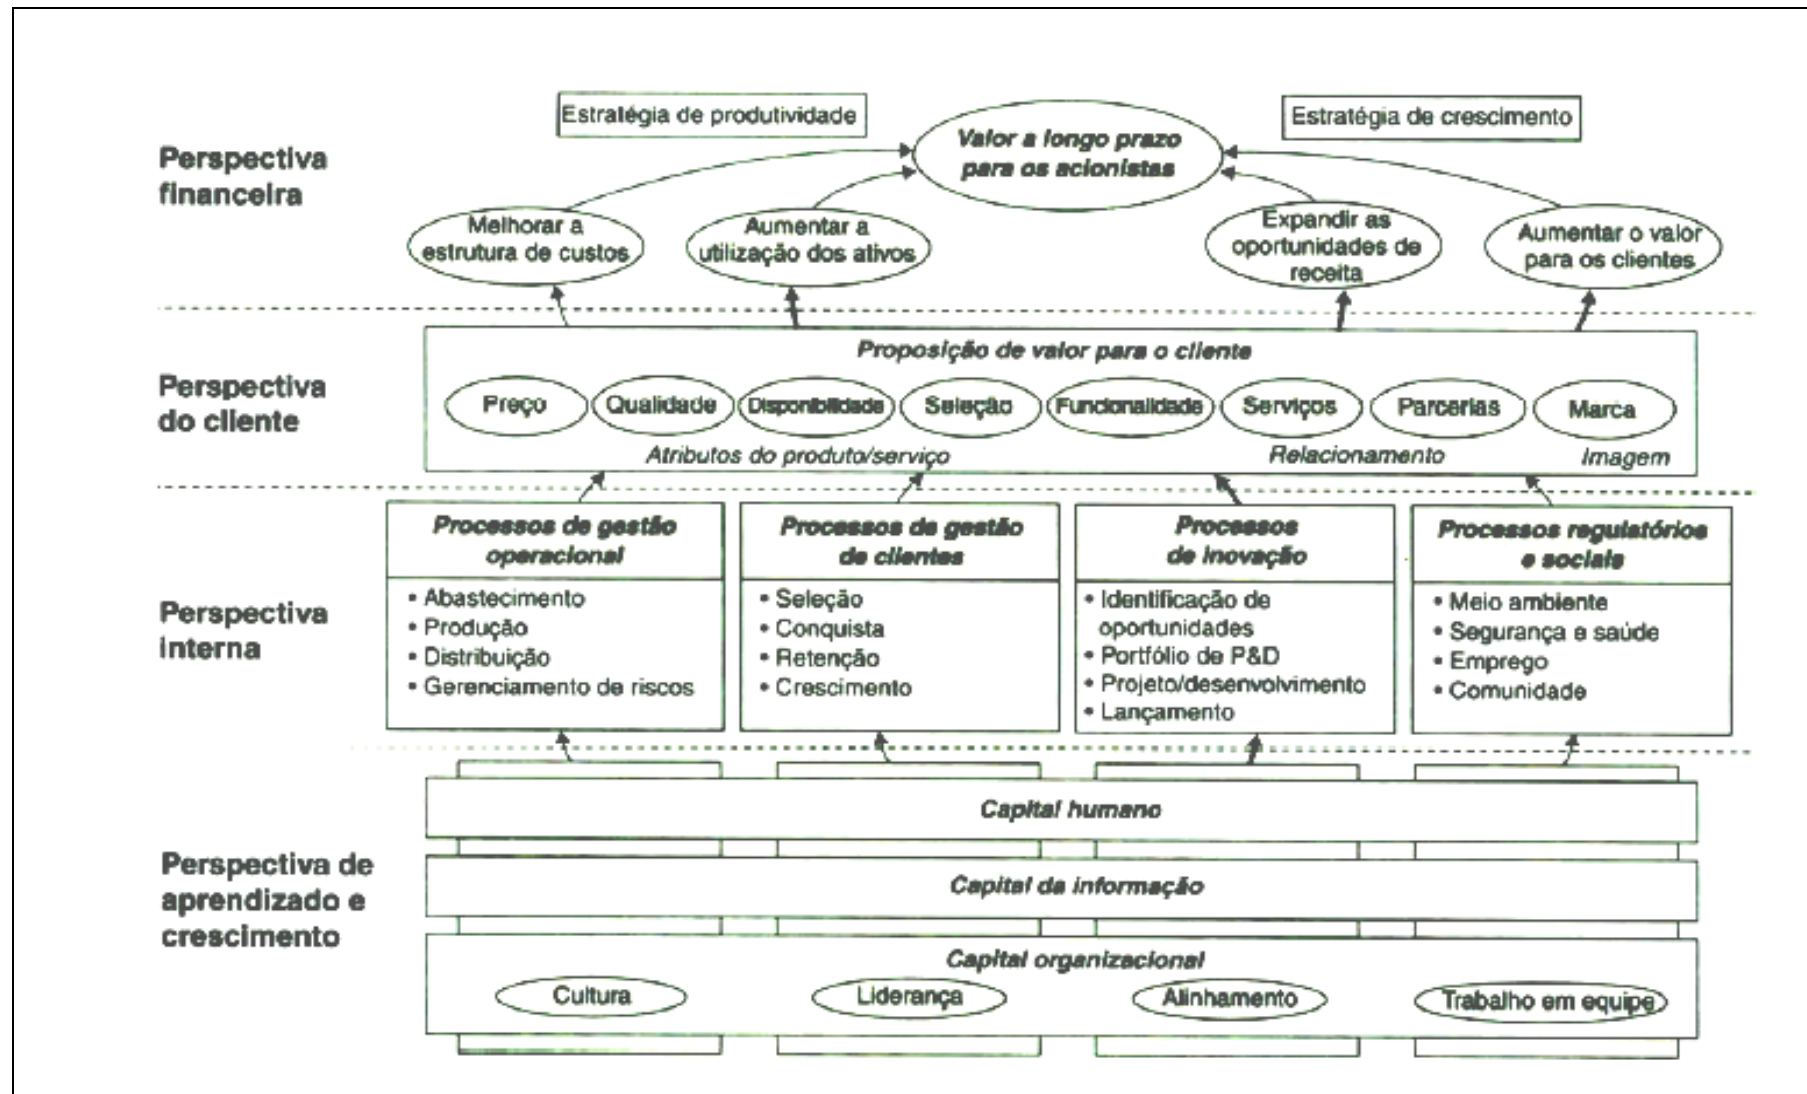 Estratégia de produtividade
Valor a longo prazo
para os acionistas
Estratégia de crescimento
Perspectiva
financeira
Melhorar a
estrutura de custos
Aumentar a
utilização dos ativos
Expandir as
oportunidades de
receita
Aumentar o valor
para os clientes
Perspectiva
do cliente
Proposição de valor para o cliente
Preço
Qualidade
Disponibilidade
Seleção
Funcionalidade
Serviços
Parcerias
Marca
Atributos do produto/serviço
Relacionamento
Imagem
Perspectiva
interna
Processos de gestão
operacional
• Abastecimento
• Produção
• Distribuição
• Gerenciamento de riscos
Processos de gestão
de clientes
• Seleção
• Conquista
• Retenção
• Crescimento
Processos
de inovação
• Identificação de
oportunidades
• Portfólio de P&D
• Projeto/desenvolvimento
• Lançamento
Processos regulatórios
e sociais
• Meio ambiente
• Segurança e saúde
• Emprego
• Comunidade
Perspectiva de
aprendizado e
crescimento
Capital humano
Capital da informação
Capital organizacional
Cultura
Liderança
Alinhamento
Trabalho em equipe